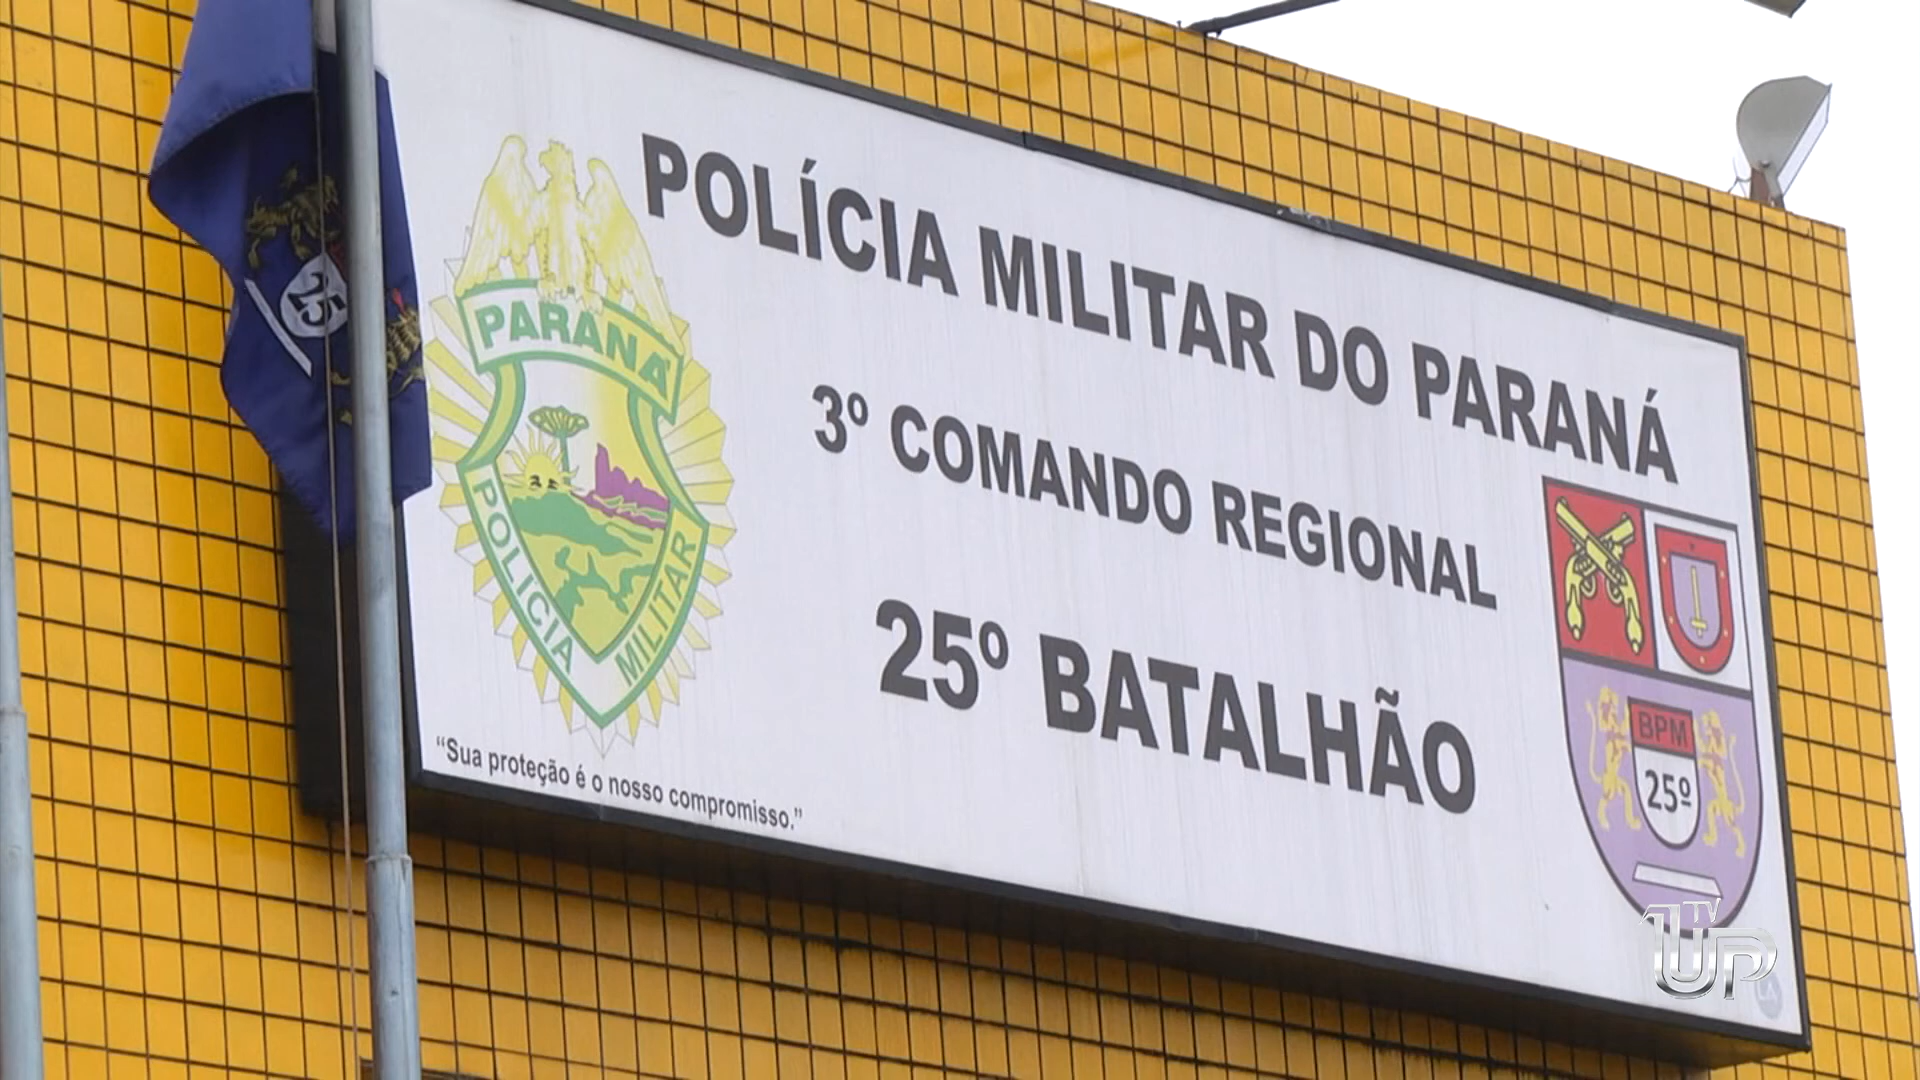 POLÍCIA MILITAR DO PARANÁ
3º COMANDO REGIONAL
25º BATALHÃO
PARANÁ
POLÍCIA MILITAR
“Sua proteção é o nosso compromisso.”
BPM
25º
25
TV
UP